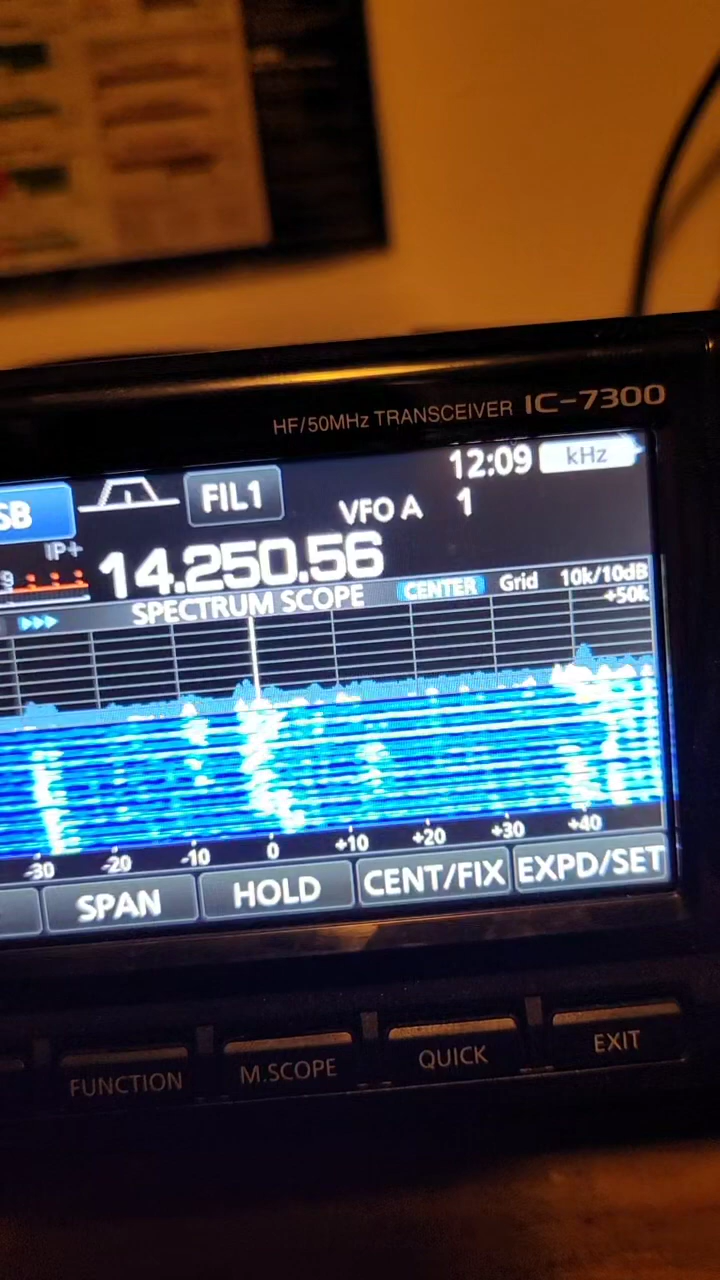 HF/50MHz TRANSCEIVER IC-7300
12:09 kHz
SB FIL1 VFO A 1
IP+
9 14.250.56
SPECTRUM SCOPE CENTER Grid 10k/10dB
+50k
-30 -20 -10 0 +10 +20 +30 +40
SPAN HOLD CENT/FIX EXPD/SET
FUNCTION M.SCOPE QUICK EXIT